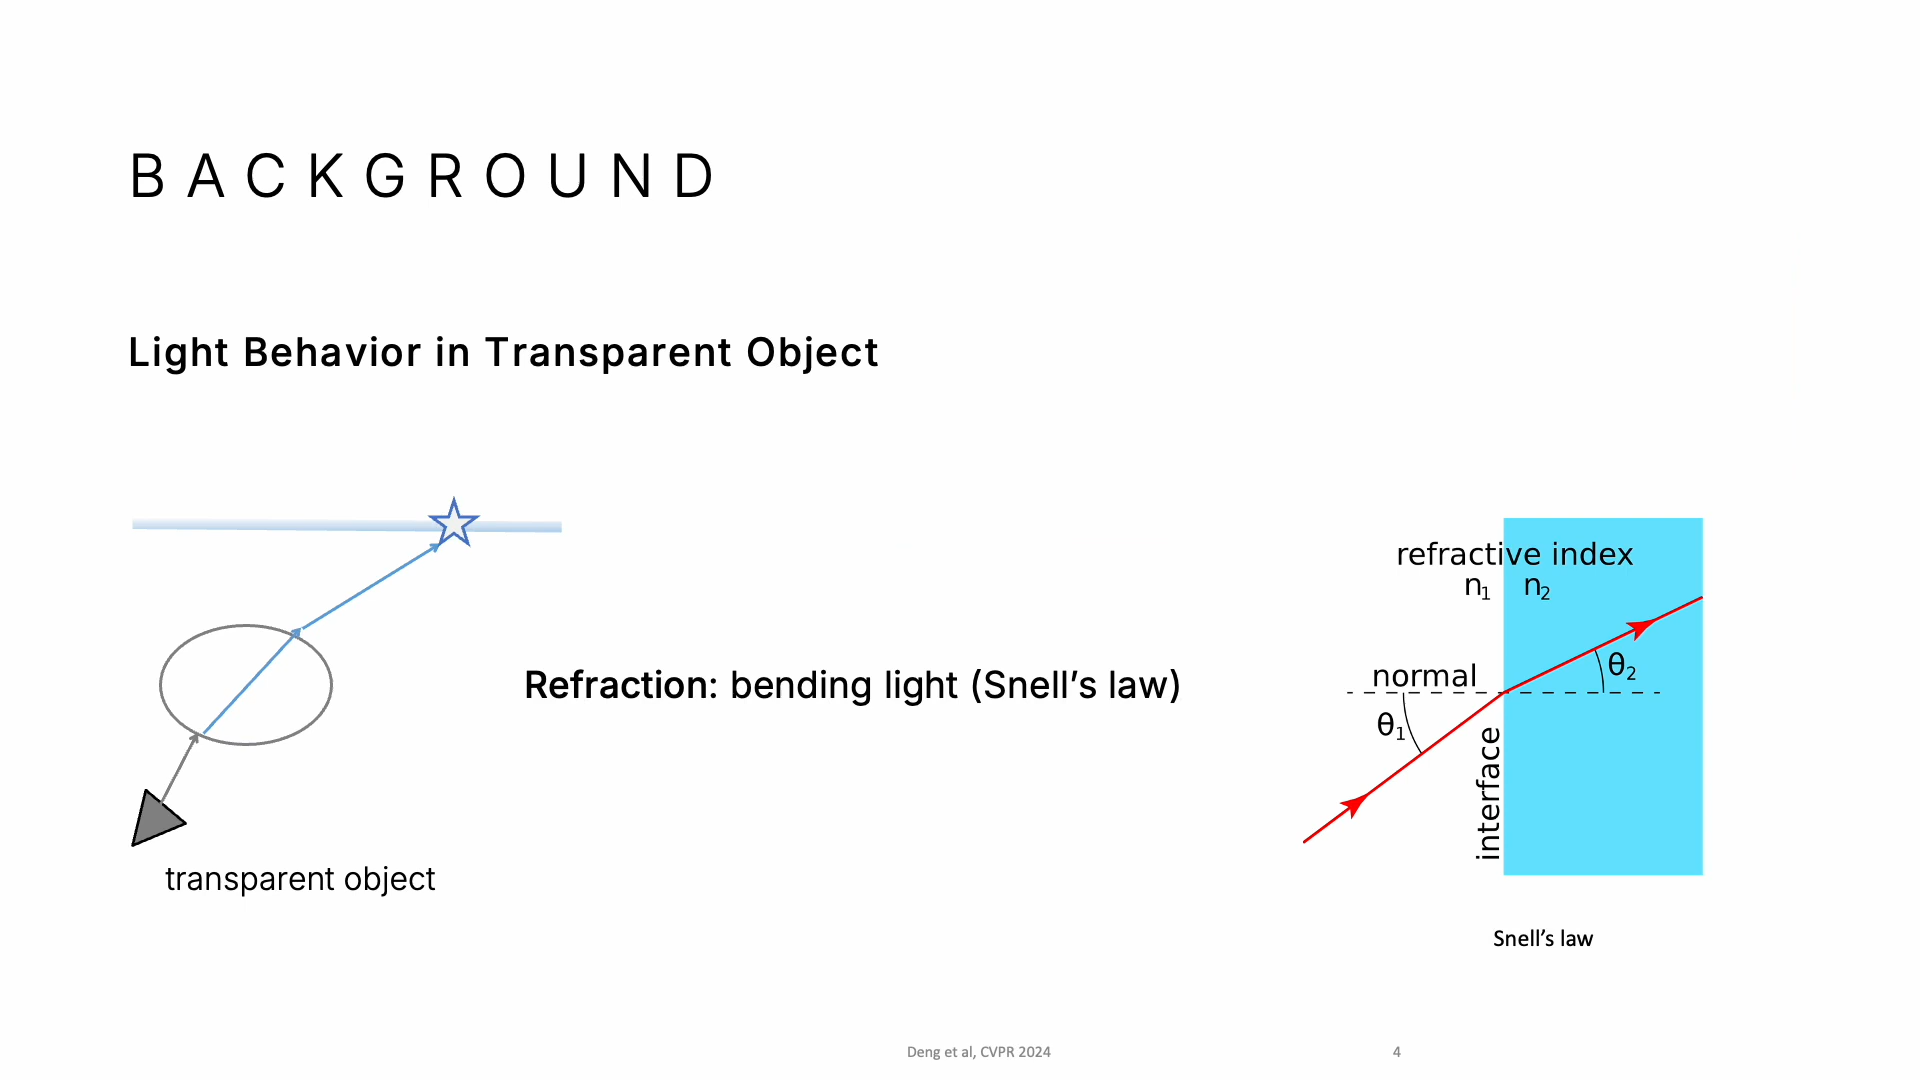 BACKGROUND
Light Behavior in Transparent Object
transparent object
Refraction: bending light (Snell’s law)
refractive index
n₁ n₂
normal
θ₁
θ₂
interface
Snell’s law
Deng et al, CVPR 2024
4